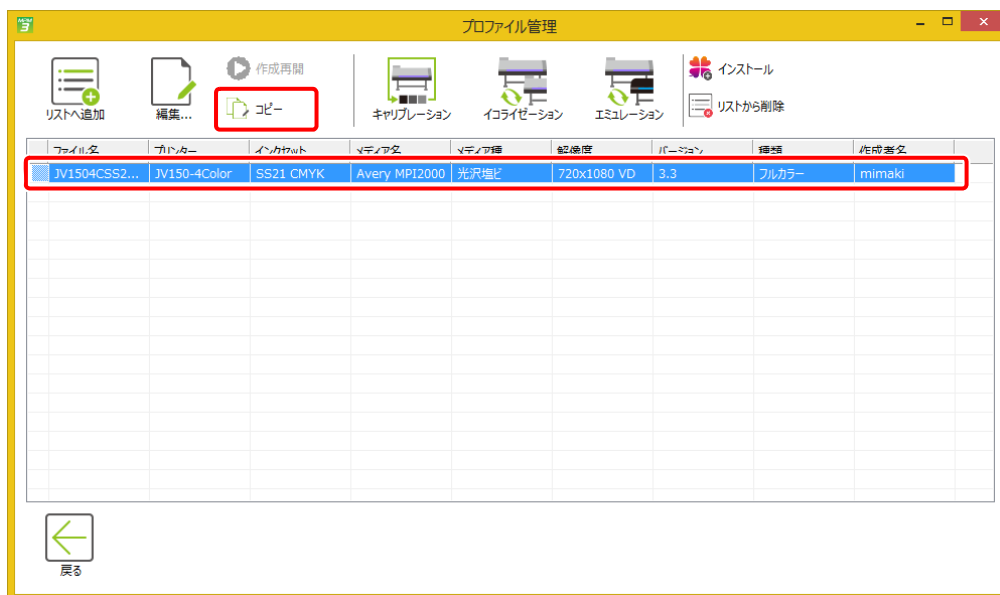 プロファイル管理
作成再開
インストール
コピー
リストから削除
リストへ追加 編集... キャリブレーション イコライゼーション エミュレーション
ファイル名 プリンター インクセット メディア名 メディア種 解像度 バージョン 種類 作成者名
JV1504CSS2... JV150-4Color SS21 CMYK Avery MPI2000 光沢塩ビ 720x1080 VD 3.3 フルカラー mimaki
戻る